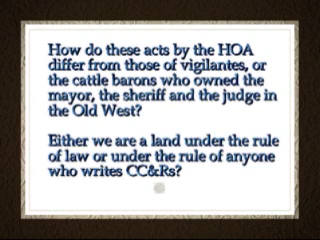 How do these acts by the HOA
differ from those of vigilantes, or
the cattle barons who owned the
mayor, the sheriff and the judge in
the Old West?
Either we are a land under the rule
of law or under the rule of anyone
who writes CC&Rs?